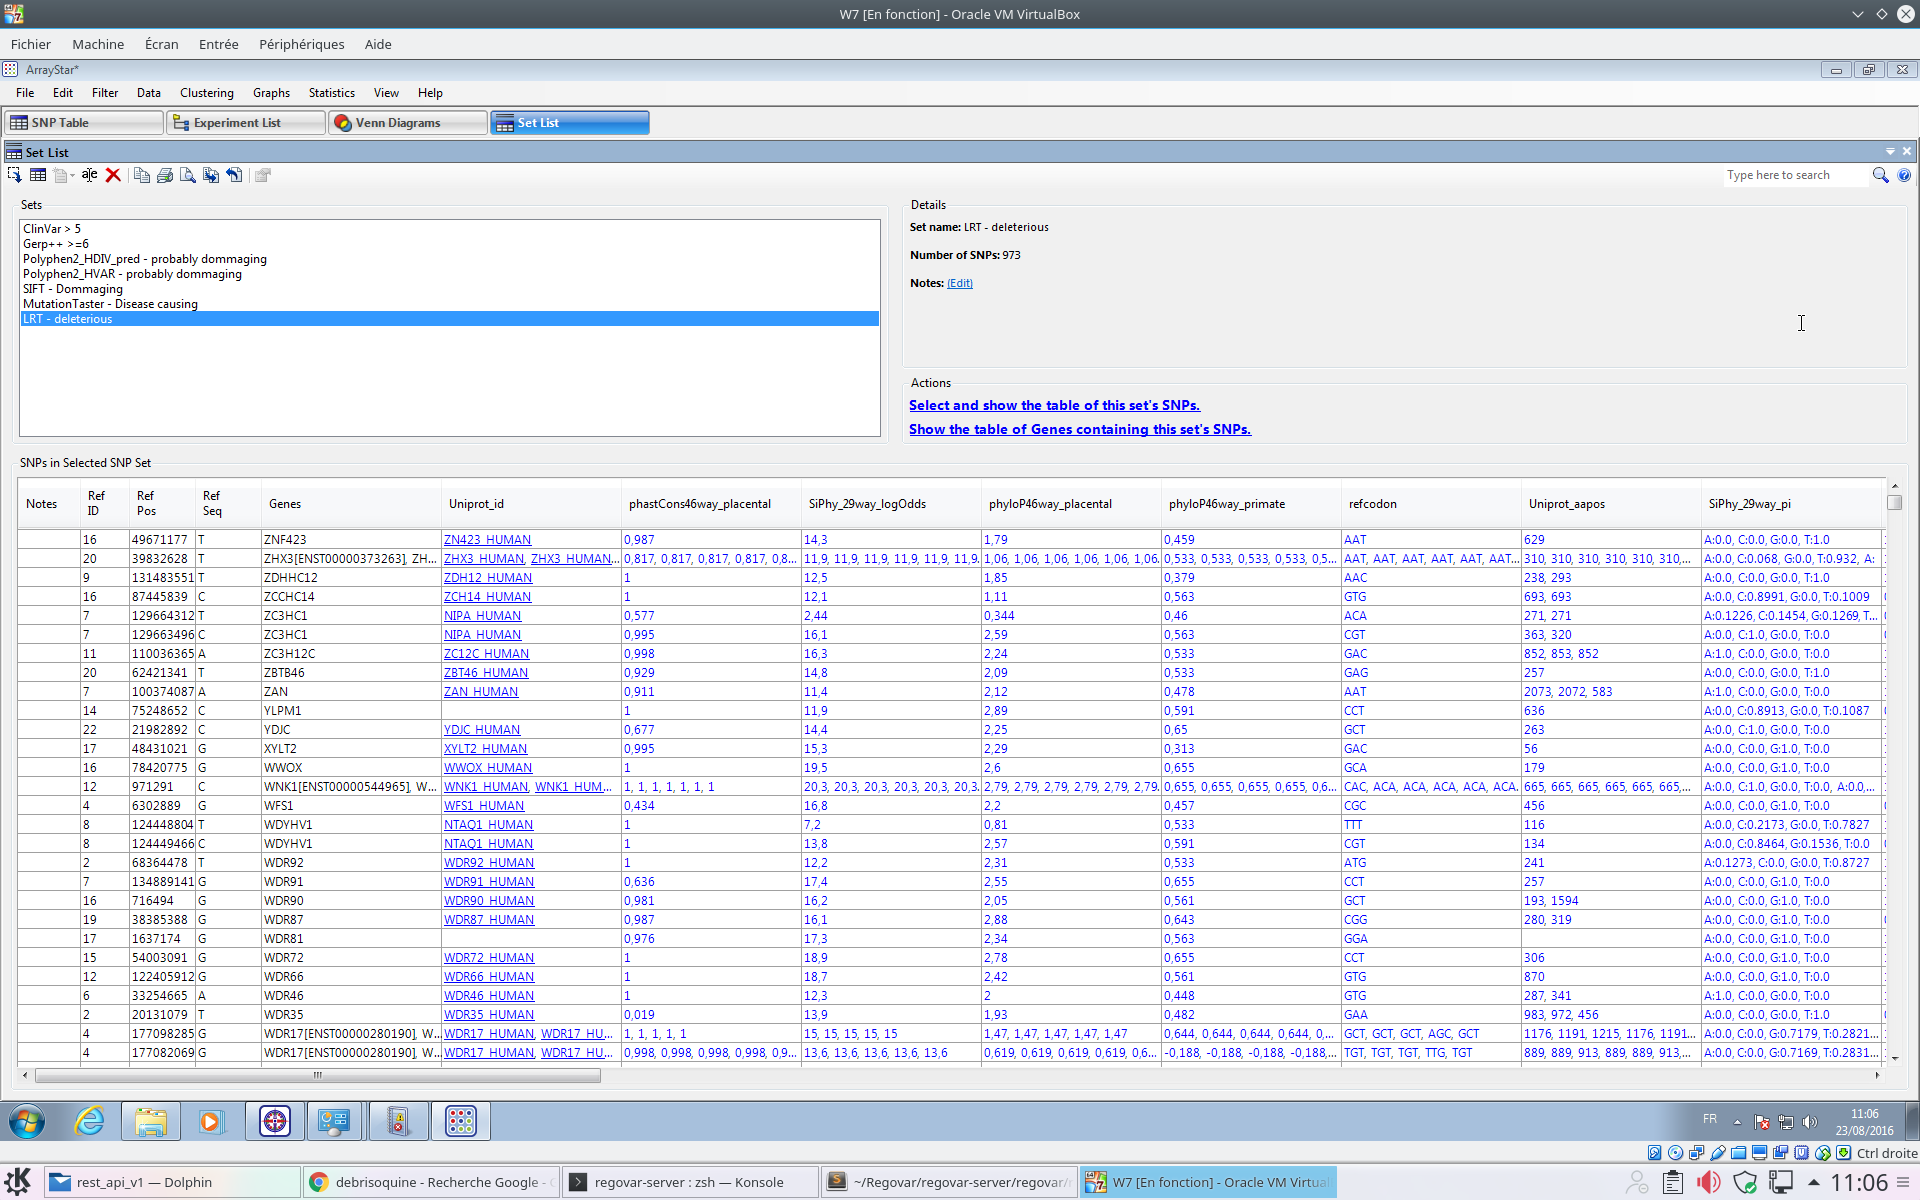 W7 [En fonction] - Oracle VM VirtualBox
Fichier Machine Écran Entrée Périphériques Aide
ArrayStar*
File Edit Filter Data Clustering Graphs Statistics View Help
SNP Table Experiment List Venn Diagrams Set List
Set List
Type here to search
Sets
ClinVar > 5
Gerp++ >=6
Polyphen2_HDIV_pred - probably dommaging
Polyphen2_HVAR - probably dommaging
SIFT - Dommaging
MutationTaster - Disease causing
LRT - deleterious
Details
Set name: LRT - deleterious
Number of SNPs: 973
Notes: (Edit)
Actions
Select and show the table of this set's SNPs.
Show the table of Genes containing this set's SNPs.
SNPs in Selected SNP Set
Notes Ref ID Ref Pos Ref Seq Genes Uniprot_id phastCons46way_placental SiPhy_29way_logOdds phyloP46way_placental phyloP46way_primate refcodon Uniprot_aapos SiPhy_29way_pi
16 49671177 T ZNF423 ZN423_HUMAN 0,987 14,3 1,79 0,459 AAT 629 A:0.0, C:0.0, G:0.0, T:1.0
20 39832628 T ZHX3[ENST00000373263], ZH... ZHX3_HUMAN, ZHX3_HUMAN... 0,817, 0,817, 0,817, 0,817, 0,8... 11,9, 11,9, 11,9, 11,9, 11,9, 11,9. 1,06, 1,06, 1,06, 1,06, 1,06, 1,06. 0,533, 0,533, 0,533, 0,533, 0,5... AAT, AAT, AAT, AAT, AAT, AAT... 310, 310, 310, 310, 310, 310,... A:0.0, C:0.068, G:0.0, T:0.932, A:
9 131483551 T ZDHHC12 ZDH12_HUMAN 1 12,5 1,85 0,379 AAC 238, 293 A:0.0, C:0.0, G:0.0, T:1.0
16 87445839 C ZCCHC14 ZCH14_HUMAN 1 12,1 1,11 0,563 GTG 693, 693 A:0.0, C:0.8991, G:0.0, T:0.1009
7 129664312 T ZC3HC1 NIPA_HUMAN 0,577 2,44 0,344 0,46 ACA 271, 271 A:0.1226, C:0.1454, G:0.1269, T...
7 129663496 C ZC3HC1 NIPA_HUMAN 0,995 16,1 2,59 0,563 CGT 363, 320 A:0.0, C:1.0, G:0.0, T:0.0
11 110036365 A ZC3H12C ZC12C_HUMAN 0,998 16,3 2,24 0,533 GAC 852, 853, 852 A:1.0, C:0.0, G:0.0, T:0.0
20 62421341 T ZBTB46 ZBT46_HUMAN 0,929 14,8 2,09 0,533 GAG 257 A:0.0, C:0.0, G:0.0, T:1.0
7 100374087 A ZAN ZAN_HUMAN 0,911 11,4 2,12 0,478 AAT 2073, 2072, 583 A:1.0, C:0.0, G:0.0, T:0.0
14 75248652 C YLPM1 1 11,9 2,89 0,591 CCT 636 A:0.0, C:0.8913, G:0.0, T:0.1087
22 21982892 C YDJC YDJC_HUMAN 0,677 14,4 2,25 0,65 GCT 263 A:0.0, C:1.0, G:0.0, T:0.0
17 48431021 G XYLT2 XYLT2_HUMAN 0,995 15,3 2,29 0,313 GAC 56 A:0.0, C:0.0, G:1.0, T:0.0
16 78420775 G WWOX WWOX_HUMAN 1 19,5 2,6 0,655 GCA 179 A:0.0, C:0.0, G:1.0, T:0.0
12 971291 C WNK1[ENST00000544965], W... WNK1_HUMAN, WNK1_HUM... 1, 1, 1, 1, 1, 1, 1 20,3, 20,3, 20,3, 20,3, 20,3, 20,3. 2,79, 2,79, 2,79, 2,79, 2,79, 2,79. 0,655, 0,655, 0,655, 0,655, 0,6... CAC, ACA, ACA, ACA, ACA, ACA. 665, 665, 665, 665, 665, 665,... A:0.0, C:1.0, G:0.0, T:0.0, A:0.0,...
4 6302889 G WFS1 WFS1_HUMAN 0,434 16,8 2,2 0,457 CGC 456 A:0.0, C:0.0, G:1.0, T:0.0
8 124448804 T WDYHV1 NTAQ1_HUMAN 1 7,2 0,81 0,533 TTT 116 A:0.0, C:0.2173, G:0.0, T:0.7827
8 124449466 C WDYHV1 NTAQ1_HUMAN 1 13,8 2,57 0,591 CGT 134 A:0.0, C:0.8464, G:0.1536, T:0.0
2 68364478 T WDR92 WDR92_HUMAN 1 12,2 2,31 0,533 ATG 241 A:0.1273, C:0.0, G:0.0, T:0.8727
7 134889141 G WDR91 WDR91_HUMAN 0,636 17,4 2,55 0,655 CCT 257 A:0.0, C:0.0, G:1.0, T:0.0
16 716494 G WDR90 WDR90_HUMAN 0,981 16,2 2,05 0,561 GCT 193, 1594 A:0.0, C:0.0, G:1.0, T:0.0
19 38385388 G WDR87 WDR87_HUMAN 0,987 16,1 2,88 0,643 CGG 280, 319 A:0.0, C:0.0, G:1.0, T:0.0
17 1637174 G WDR81 0,976 17,3 2,34 0,563 GGA A:0.0, C:0.0, G:1.0, T:0.0
15 54003091 G WDR72 WDR72_HUMAN 1 18,9 2,78 0,655 CCT 306 A:0.0, C:0.0, G:1.0, T:0.0
12 122405912 G WDR66 WDR66_HUMAN 1 18,7 2,42 0,561 GTG 870 A:0.0, C:0.0, G:1.0, T:0.0
6 33254665 A WDR46 WDR46_HUMAN 1 12,3 2 0,448 GTG 287, 341 A:1.0, C:0.0, G:0.0, T:0.0
2 20131079 T WDR35 WDR35_HUMAN 0,019 13,9 1,93 0,482 GAA 983, 972, 456 A:0.0, C:0.0, G:0.0, T:1.0
4 177098285 G WDR17[ENST00000280190], W... WDR17_HUMAN, WDR17_HU... 1, 1, 1, 1, 1 15, 15, 15, 15, 15 1,47, 1,47, 1,47, 1,47, 1,47 0,644, 0,644, 0,644, 0,644, 0,... GCT, GCT, GCT, AGC, GCT 1176, 1191, 1215, 1176, 1191... A:0.0, C:0.0, G:0.7179, T:0.2821...
4 177082069 G WDR17[ENST00000280190], W... WDR17_HUMAN, WDR17_HU... 0,998, 0,998, 0,998, 0,998, 0,9... 13,6, 13,6, 13,6, 13,6, 13,6 0,619, 0,619, 0,619, 0,619, 0,6... -0,188, -0,188, -0,188, -0,188,... TGT, TGT, TGT, TTG, TGT 889, 889, 913, 889, 889, 913,... A:0.0, C:0.0, G:0.7169, T:0.2831...
FR 11:06
23/08/2016
Ctrl droite
rest_api_v1 — Dolphin debrisoquine - Recherche Google - regovar-server : zsh — Konsole ~/Regovar/regovar-server/regovar/ W7 [En fonction] - Oracle VM Virtual 11:06